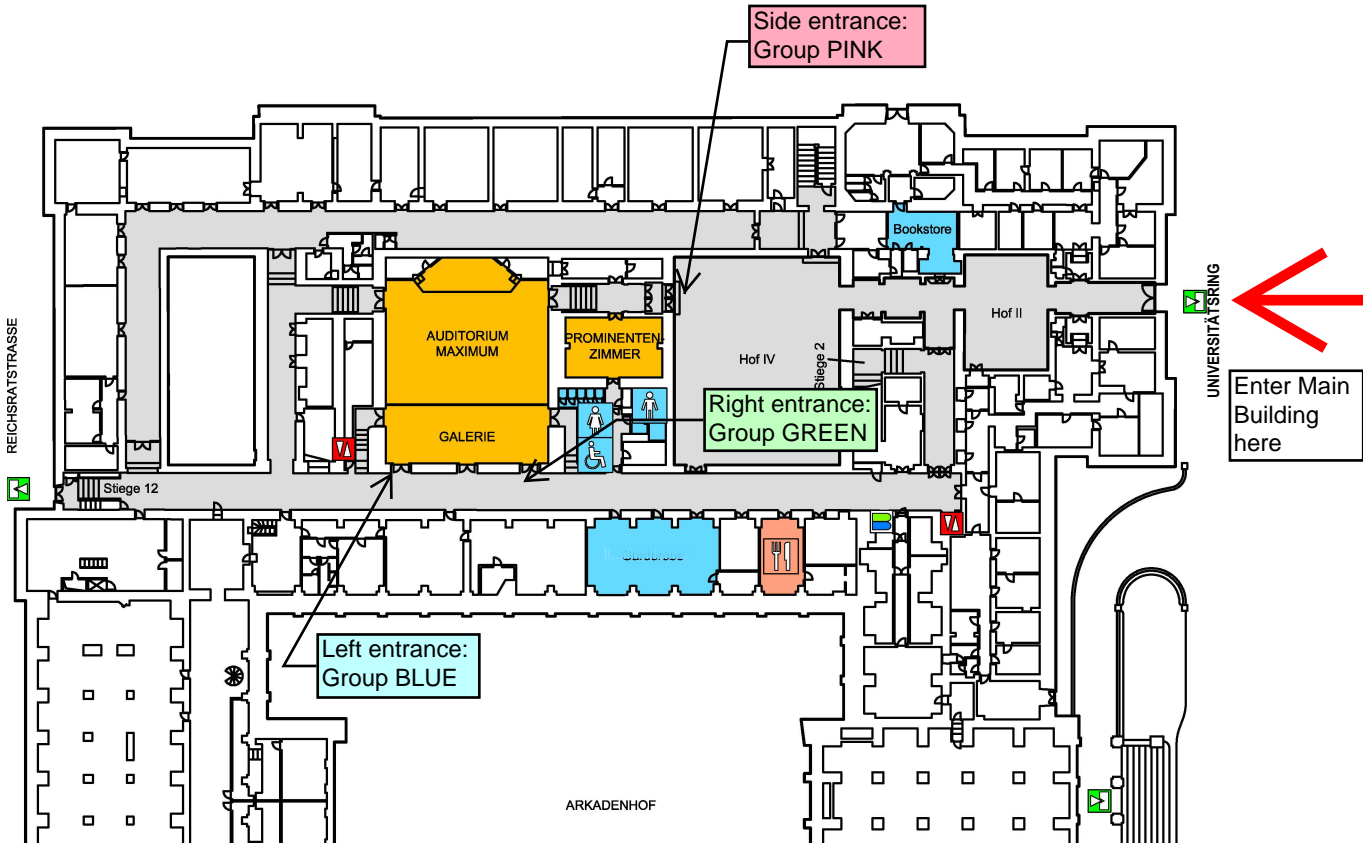 Side entrance:
Group PINK
Bookstore
UNIVERSITÄTSRING
Hof II
AUDITORIUM
MAXIMUM
PROMINENTEN-
ZIMMER
Hof IV
Stiege 2
REICHSRATSTRASSE
Enter Main
Building
here
Right entrance:
Group GREEN
GALERIE
Stiege 12
Left entrance:
Group BLUE
ARKADENHOF